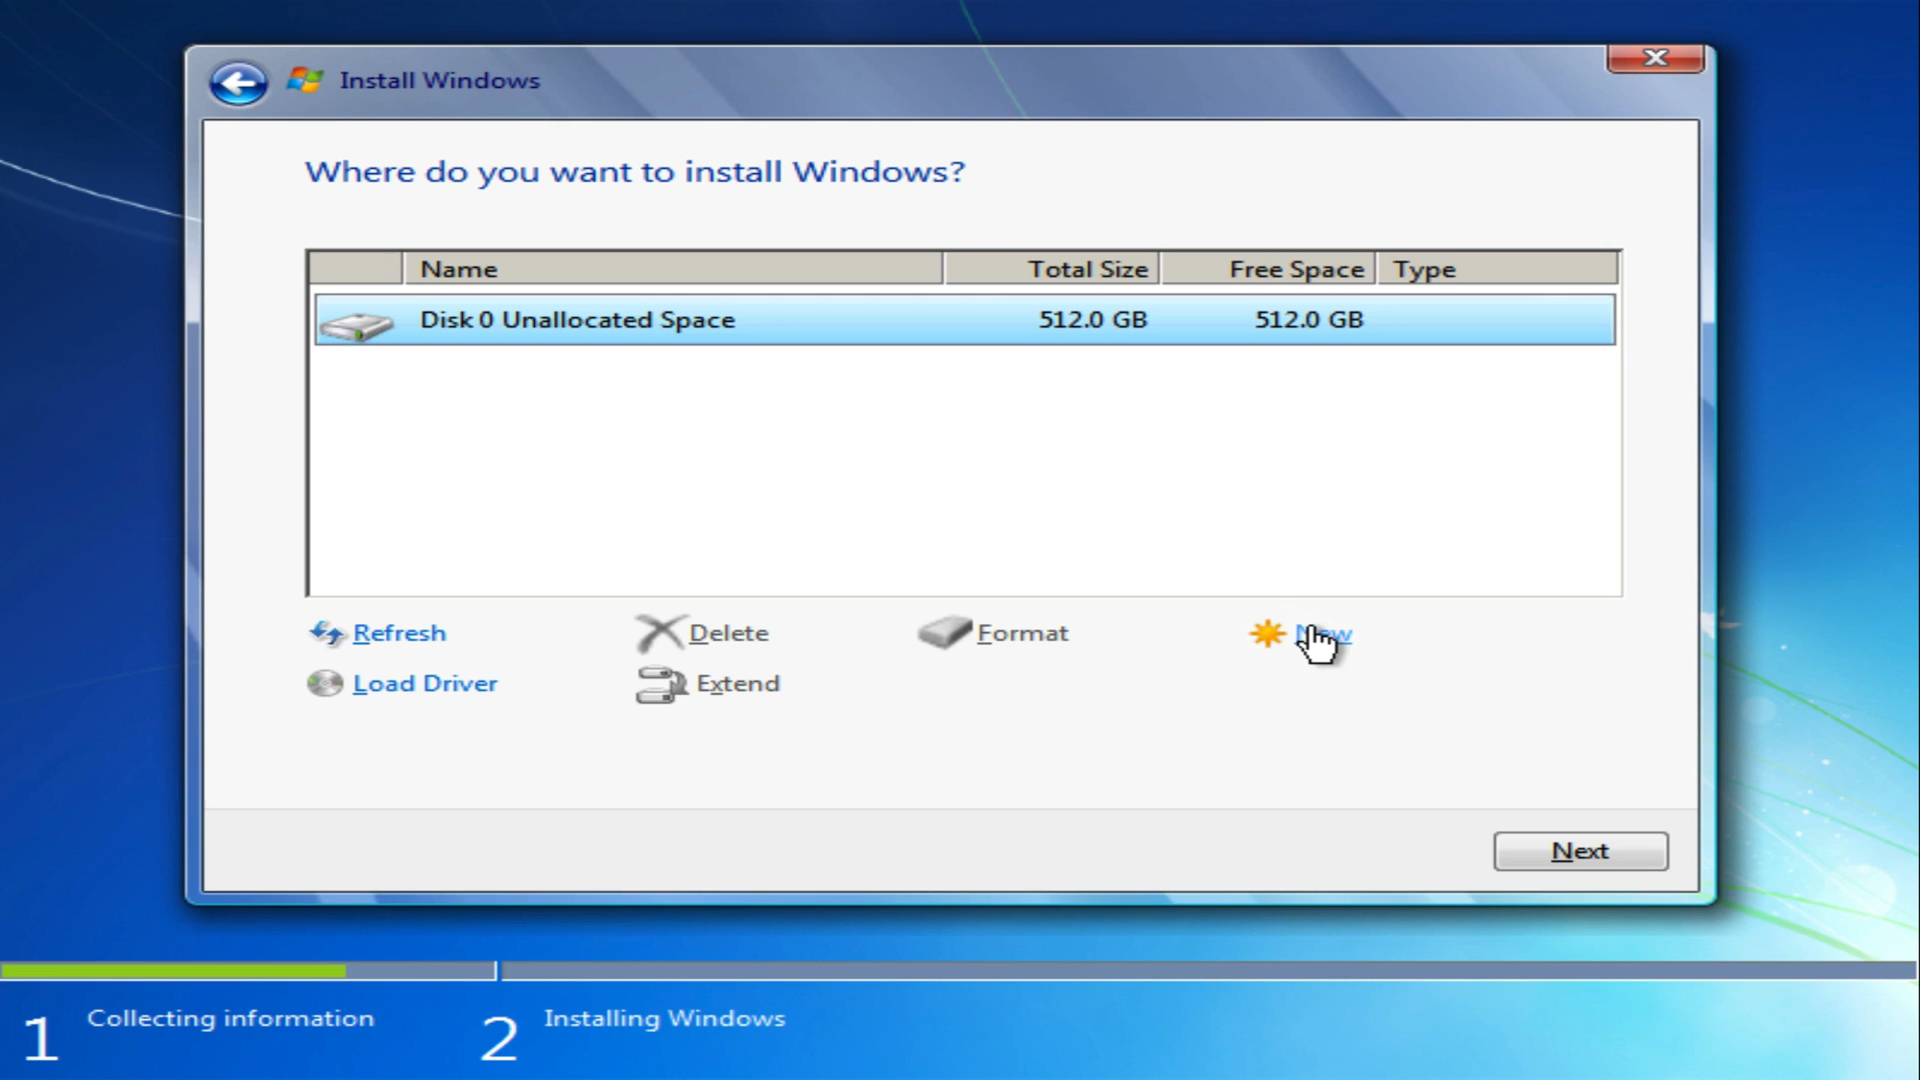 Install Windows
Where do you want to install Windows?
Name Total Size Free Space Type
Disk 0 Unallocated Space 512.0 GB 512.0 GB
Refresh Delete Format New
Load Driver Extend
Next
1 Collecting information 2 Installing Windows